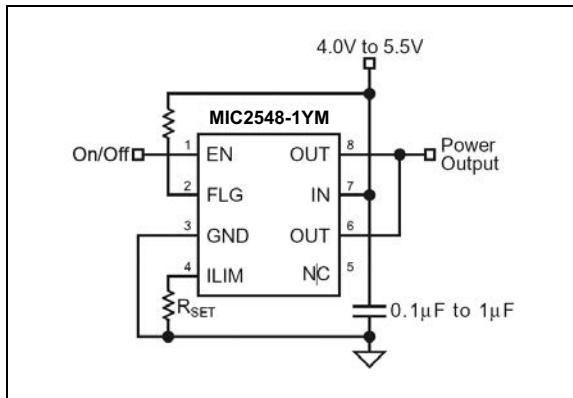 4.0V to 5.5V
MIC2548-1YM
On/Off
1 EN OUT 8
Power
Output
2 FLG IN 7
3 GND OUT 6
4 ILIM N|C 5
RSET
0.1μF to 1μF